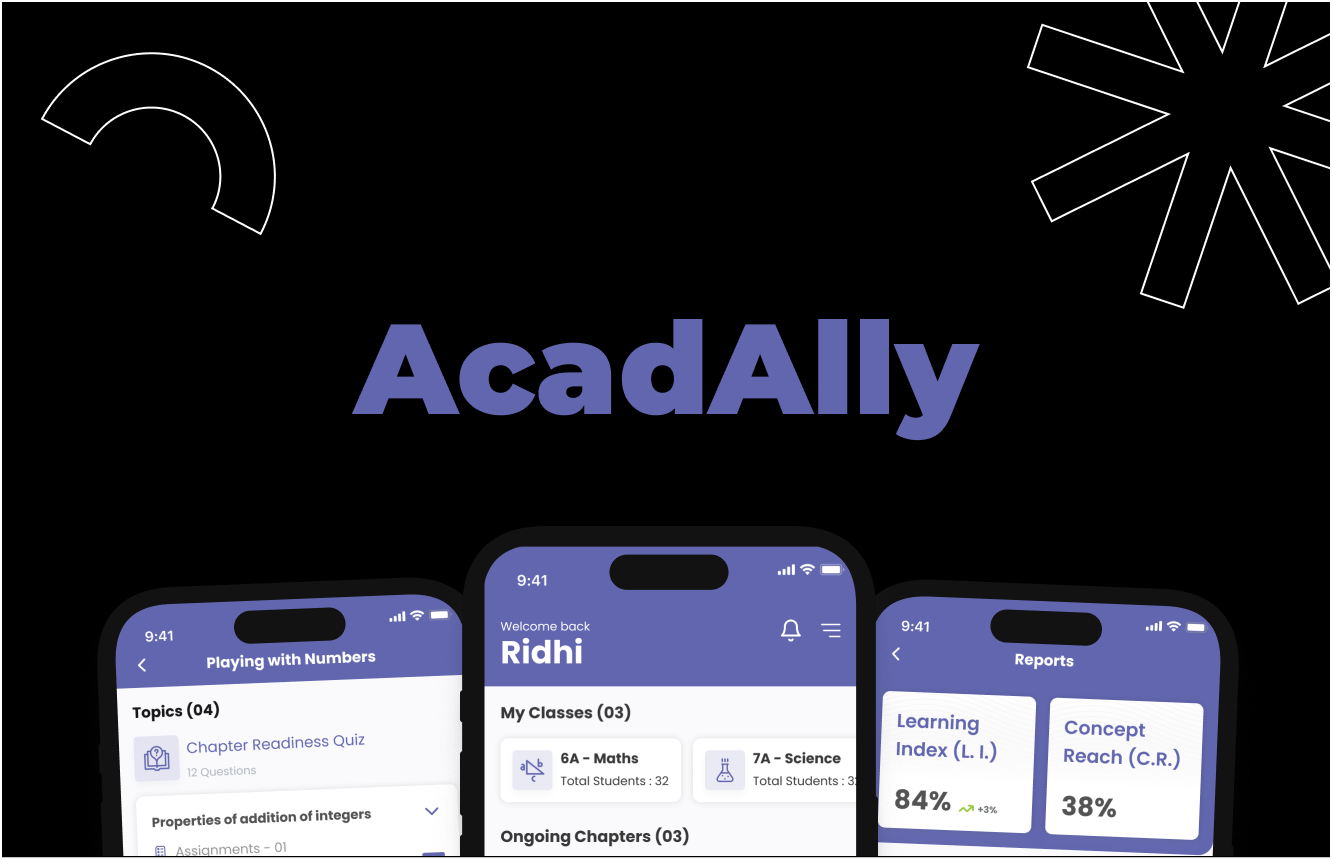 AcadAlly
9:41
Playing with Numbers
Topics (04)
Chapter Readiness Quiz
12 Questions
Properties of addition of integers
Assignments - 01
9:41
Welcome back
Ridhi
My Classes (03)
6A - Maths
Total Students : 32
a b c
7A - Science
Total Students : 32
Ongoing Chapters (03)
9:41
Reports
Learning
Index (L. I.)
84% +3%
Concept
Reach (C.R.)
38%